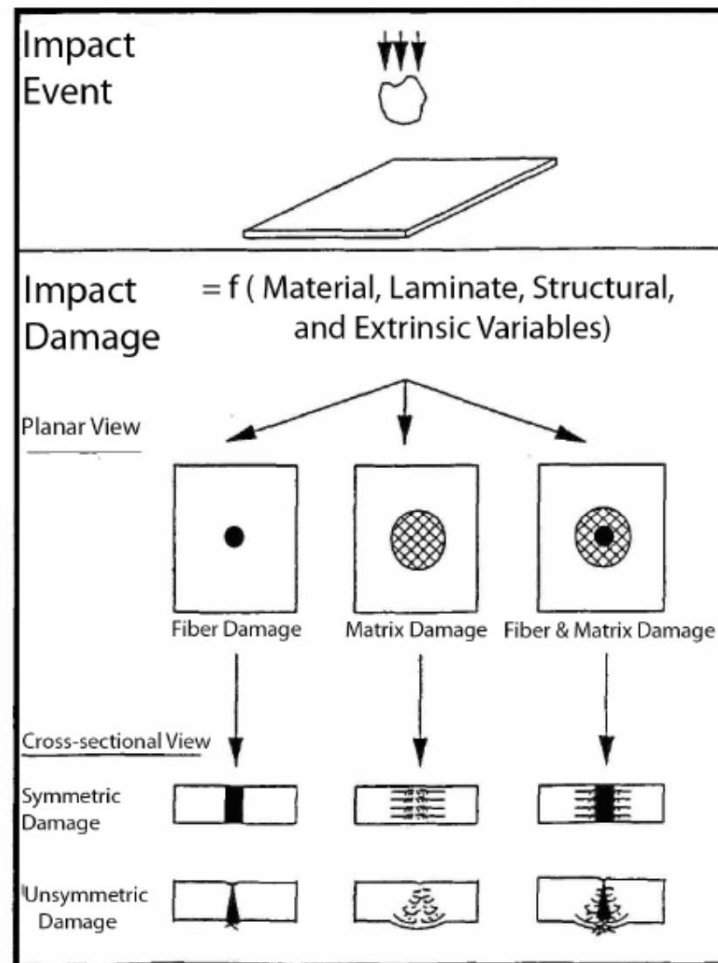 Impact
Event
Impact
Damage
= f ( Material, Laminate, Structural,
and Extrinsic Variables)
Planar View
Fiber Damage
Matrix Damage
Fiber & Matrix Damage
Cross-sectional View
Symmetric
Damage
Unsymmetric
Damage